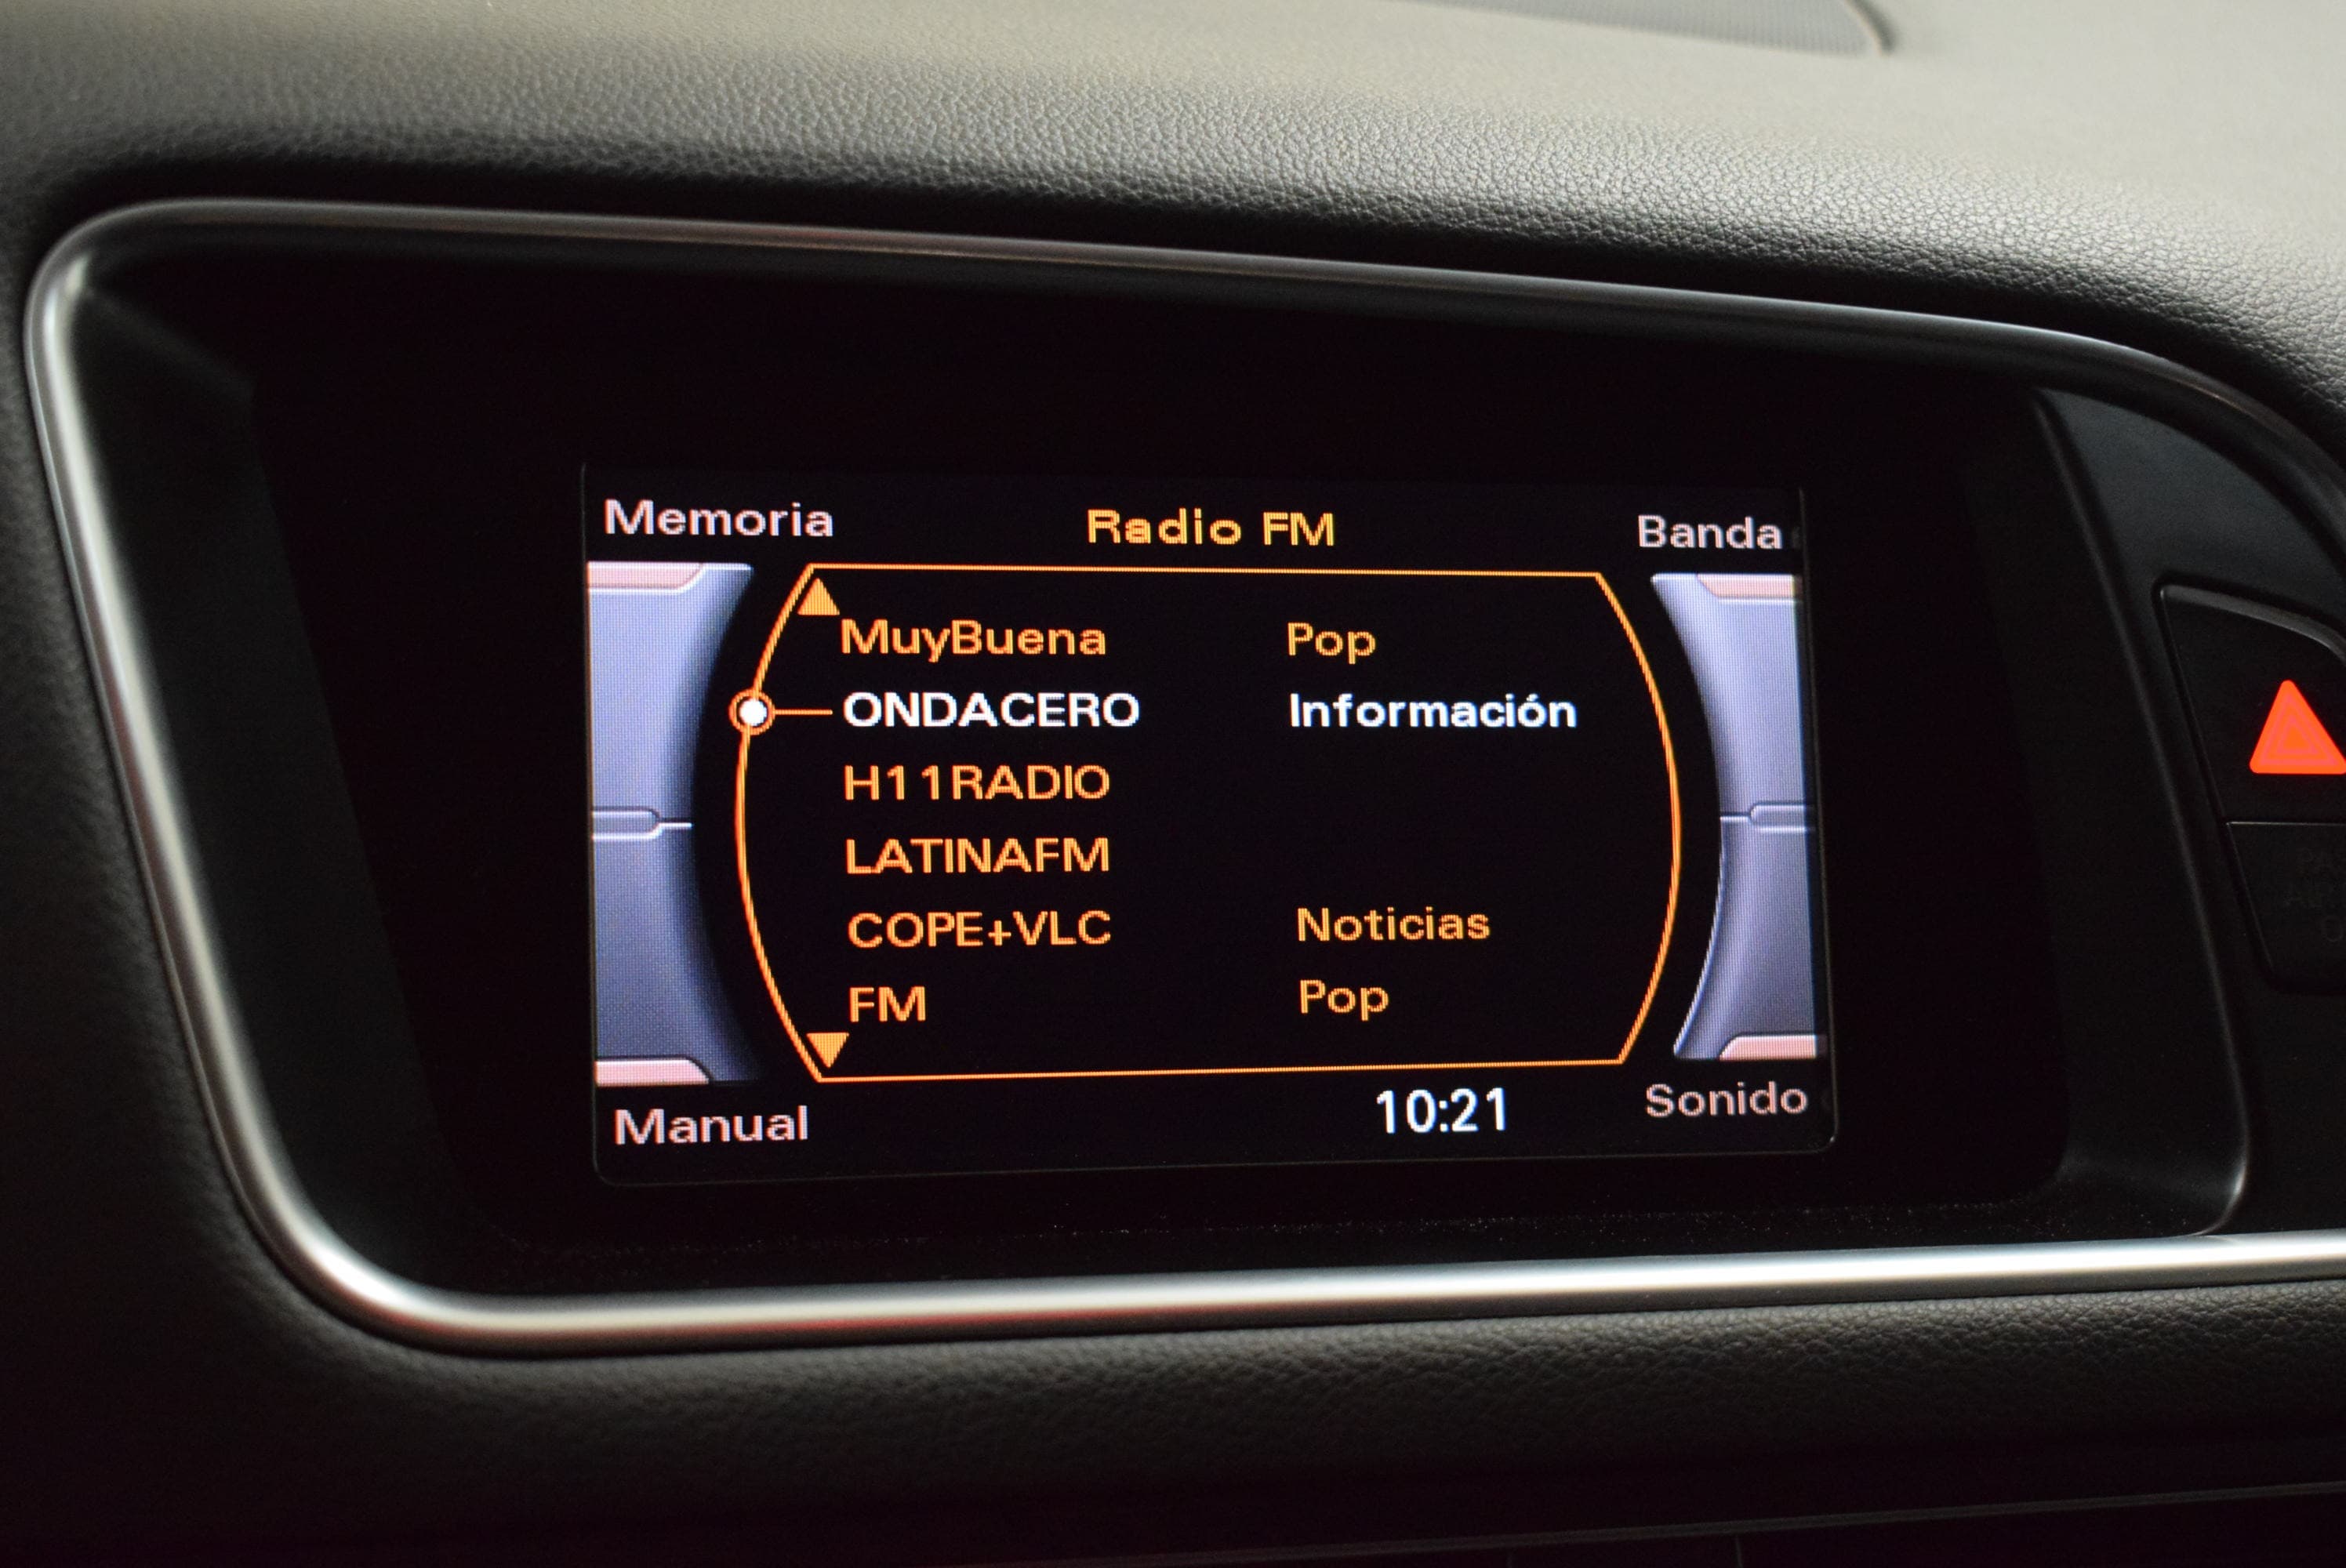 Memoria Radio FM Banda
MuyBuena Pop
ONDACERO Información
H11RADIO
LATINAFM
COPE+VLC Noticias
FM Pop
Manual 10:21 Sonido